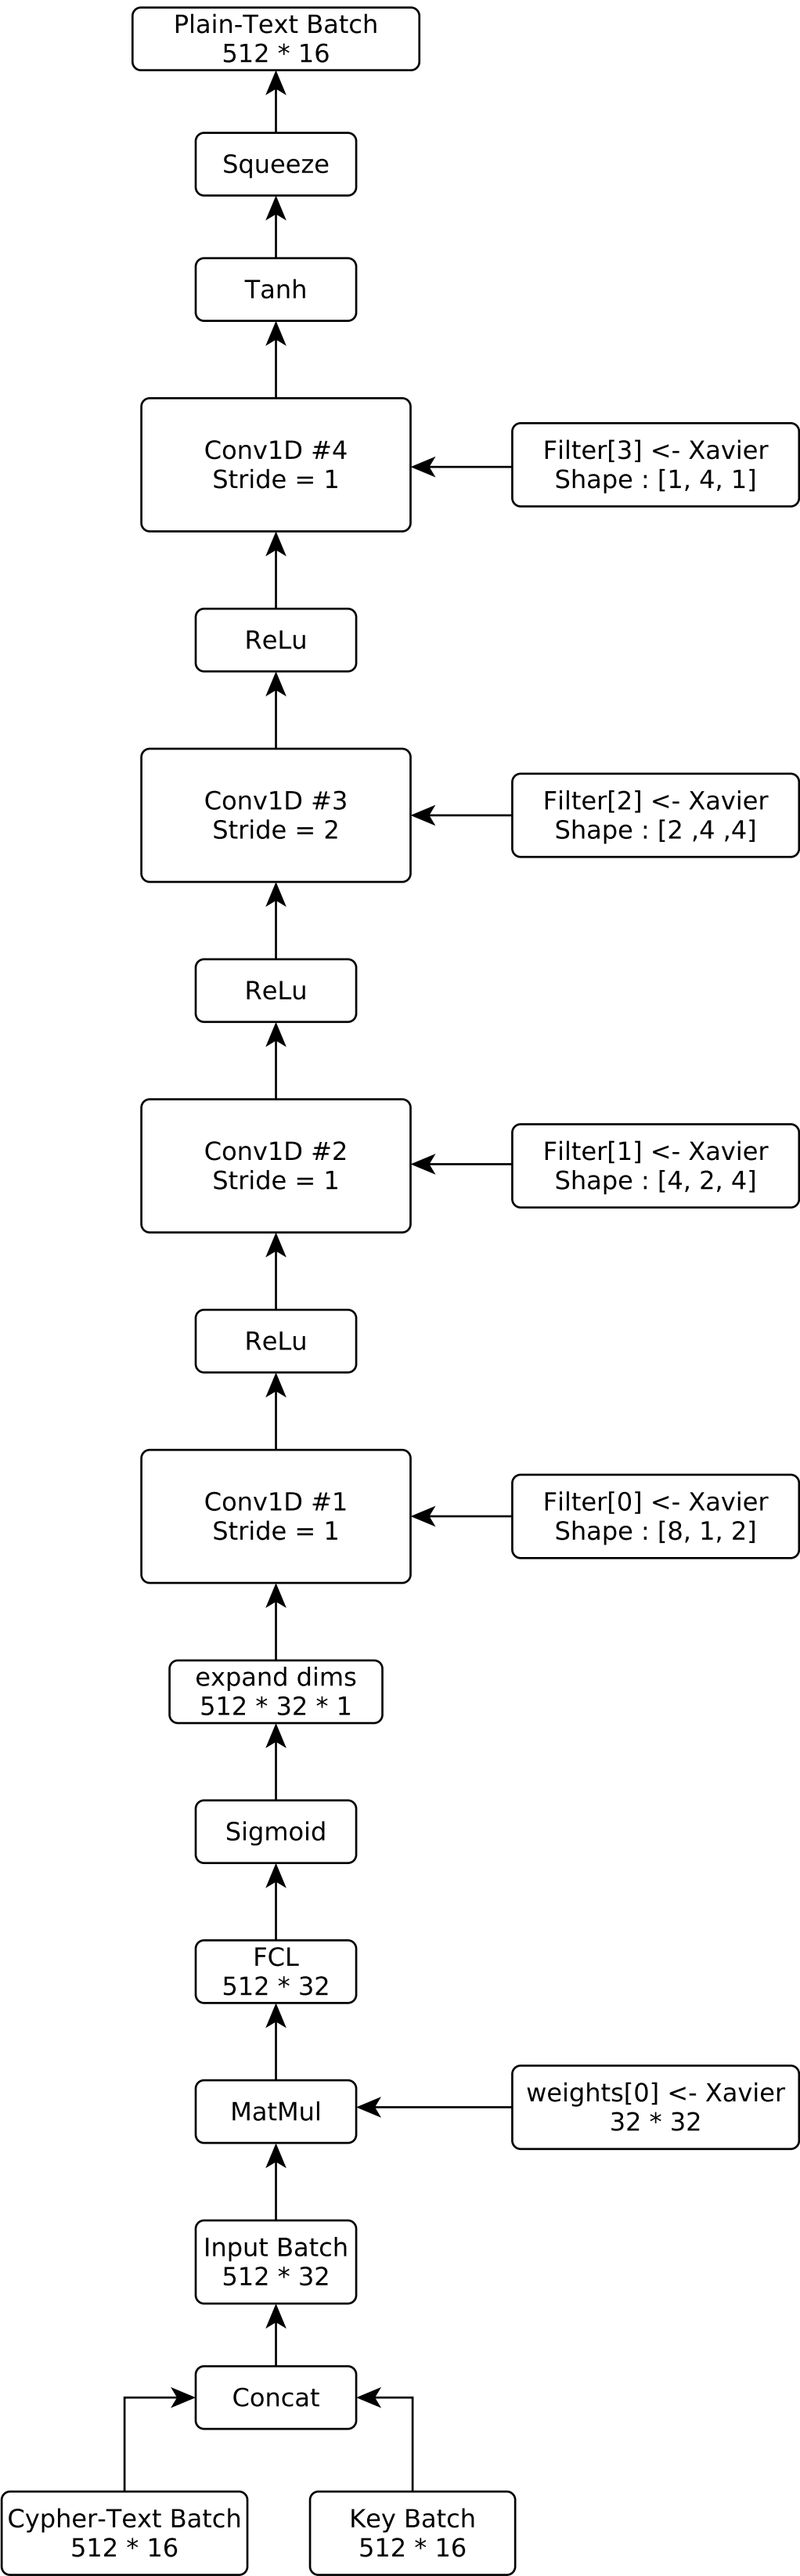 Plain-Text Batch
512 * 16
Squeeze
Tanh
Conv1D #4
Stride = 1
Filter[3] <- Xavier
Shape : [1, 4, 1]
ReLu
Conv1D #3
Stride = 2
Filter[2] <- Xavier
Shape : [2 ,4 ,4]
ReLu
Conv1D #2
Stride = 1
Filter[1] <- Xavier
Shape : [4, 2, 4]
ReLu
Conv1D #1
Stride = 1
Filter[0] <- Xavier
Shape : [8, 1, 2]
expand dims
512 * 32 * 1
Sigmoid
FCL
512 * 32
MatMul
weights[0] <- Xavier
32 * 32
Input Batch
512 * 32
Concat
Cypher-Text Batch
512 * 16
Key Batch
512 * 16